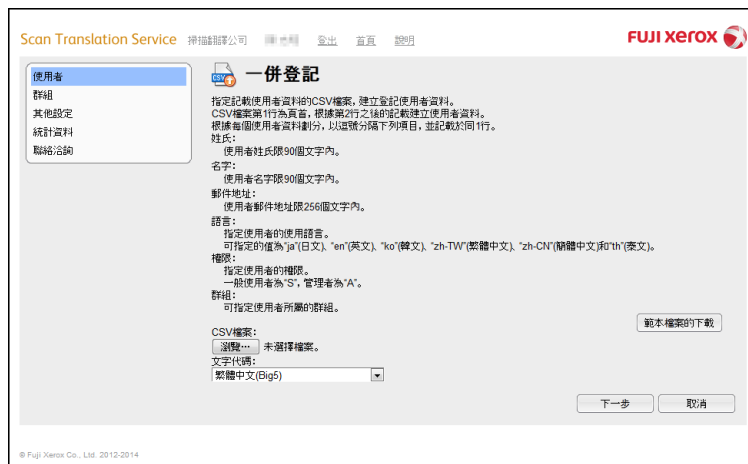 Scan Translation Service 掃描翻譯公司 登出 首頁 說明
FUJI XEROX
使用者
群組
其他設定
統計資料
聯絡洽詢
CSV 一併登記
指定記載使用者資料的CSV檔案, 建立登記使用者資料。
CSV檔案第1行為頁首, 根據第2行之後的記載建立使用者資料。
根據每個使用者資料劃分, 以逗號分隔下列項目, 並記載於同1行。
姓氏:
使用者姓氏限90個文字內。
名字:
使用者名字限90個文字內。
郵件地址:
使用者郵件地址限256個文字內。
語言:
指定使用者的使用語言。
可指定的值為"ja"(日文)、"en"(英文)、"ko"(韓文)、"zh-TW"(繁體中文)、"zh-CN"(簡體中文)和"th"(泰文)。
權限:
指定使用者的權限。
一般使用者為"S", 管理者為"A"。
群組:
可指定使用者所屬的群組。
範本檔案的下載
CSV檔案:
瀏覽… 未選擇檔案。
文字代碼:
繁體中文(Big5)
下一步 取消
© Fuji Xerox Co., Ltd. 2012-2014